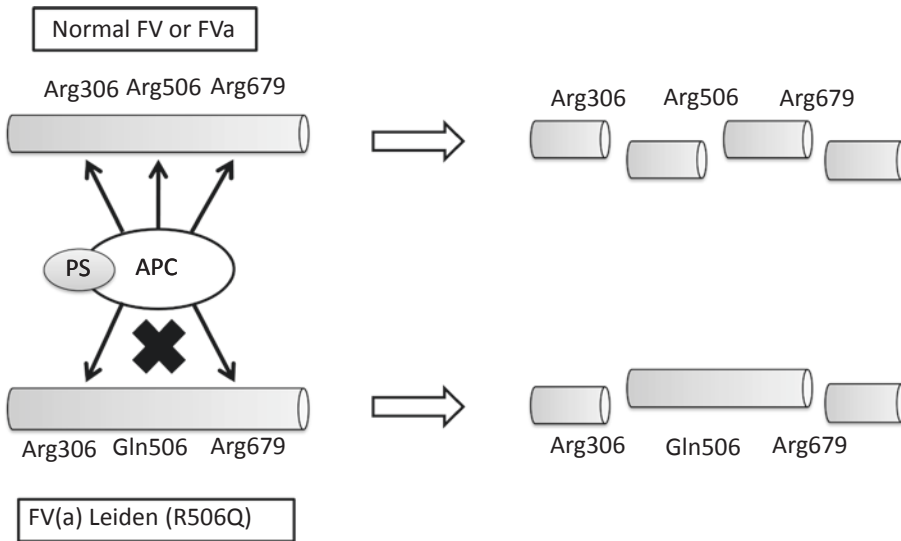 Normal FV or FVa
Arg306 Arg506 Arg679
Arg306 Arg506 Arg679
PS APC
Arg306 Gln506 Arg679
Arg306 Gln506 Arg679
FV(a) Leiden (R506Q)